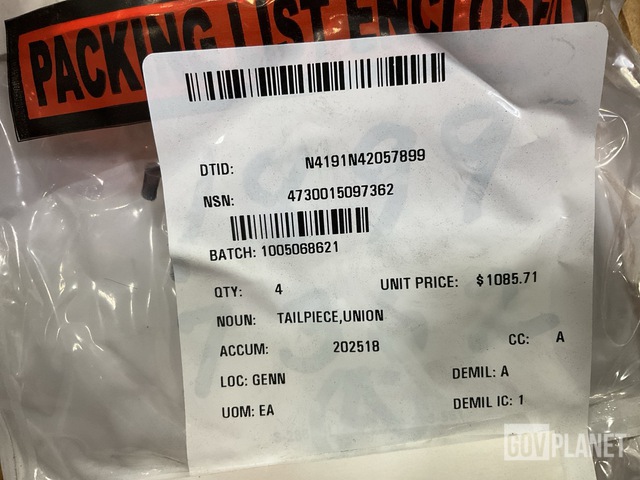 PACKING LIST ENCLOSED
DTID: N4191N42057899
NSN: 4730015097362
BATCH: 1005068621
QTY: 4 UNIT PRICE: $1085.71
NOUN: TAILPIECE,UNION
ACCUM: 202518 CC: A
LOC: GENN DEMIL: A
UOM: EA DEMIL IC: 1
GOVPLANET